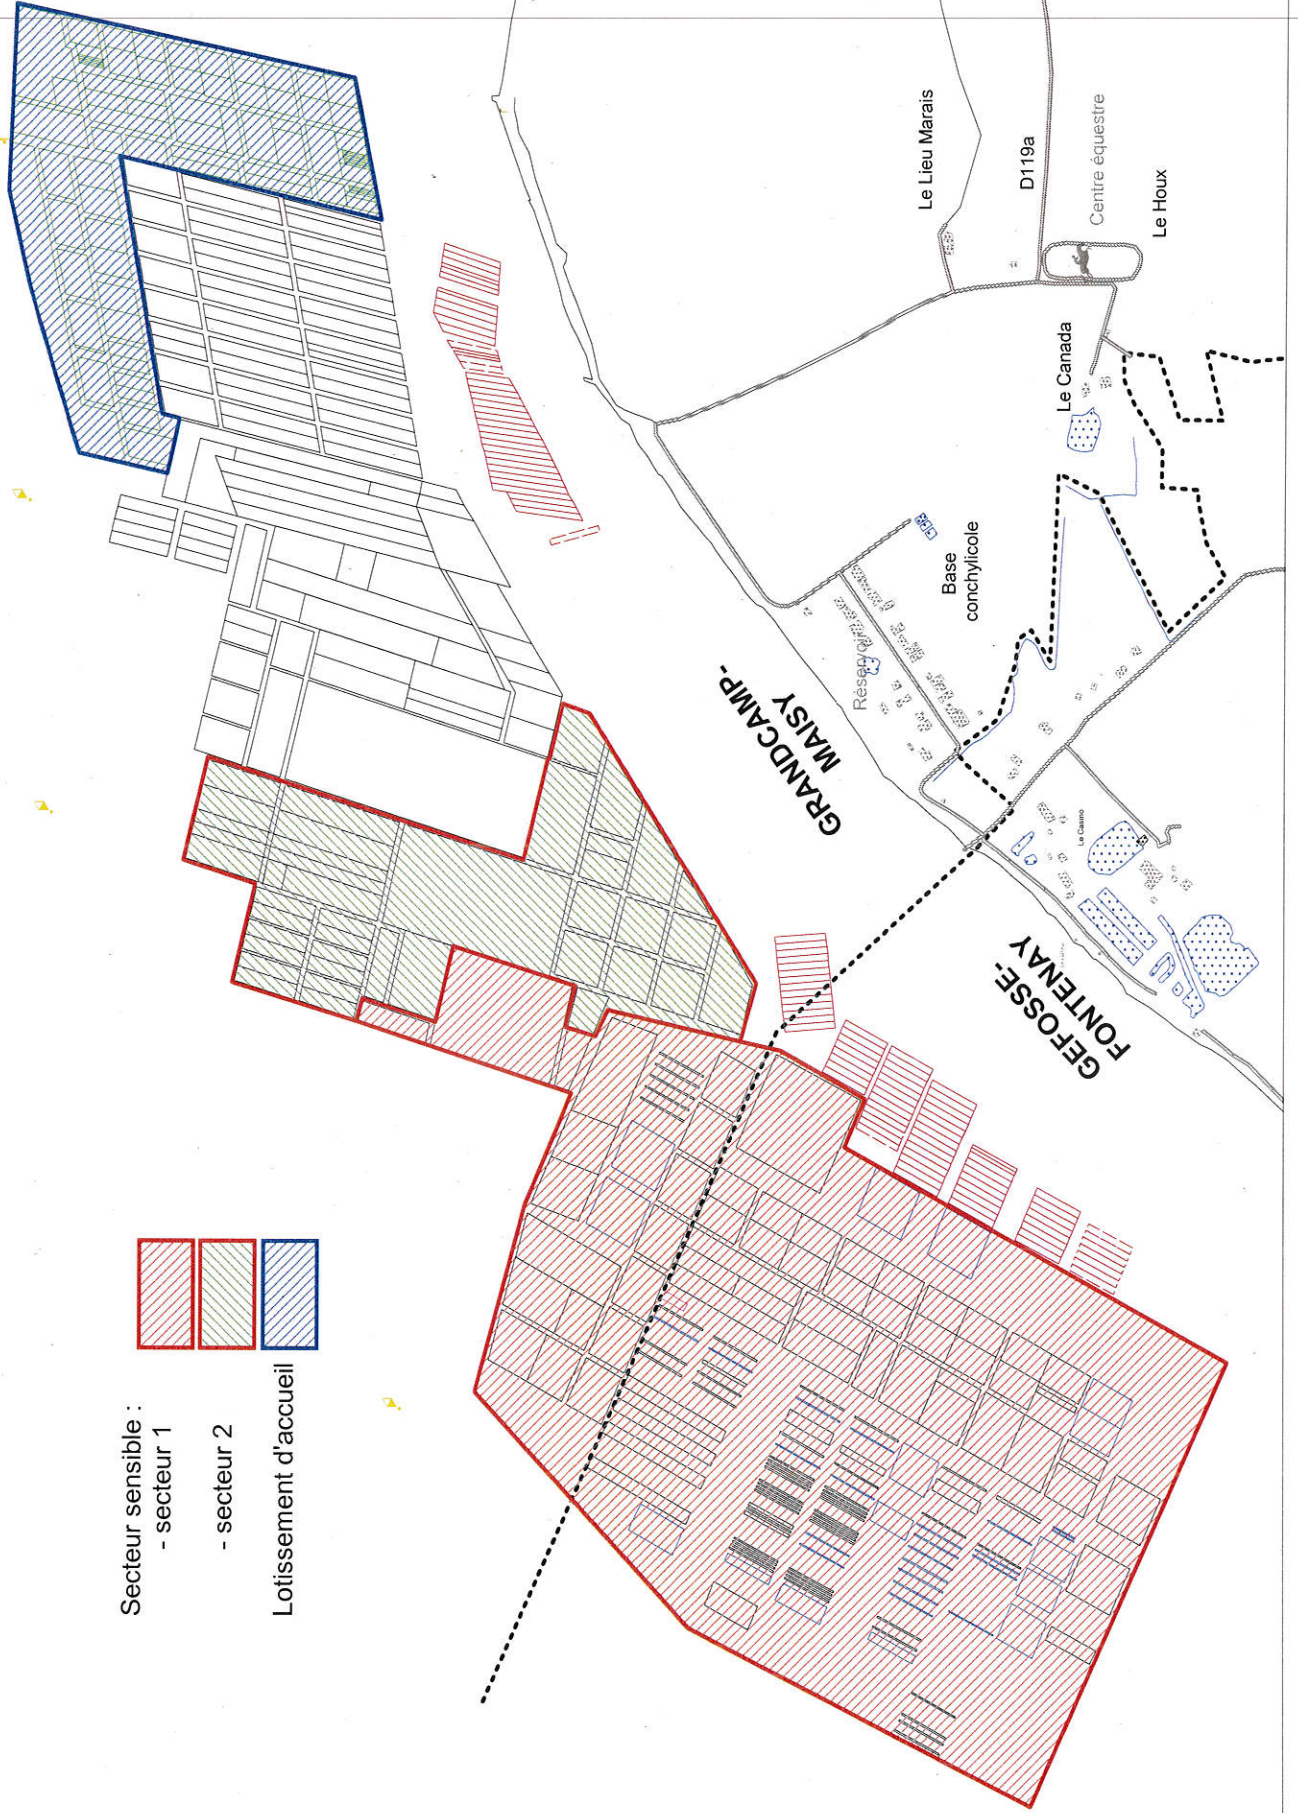 Secteur sensible :
- secteur 1
- secteur 2
Lotissement d'accueil
GRANDCAMP-
MAISY
GEFOSSE-
FONTENAY
Le Lieu Marais
D119a
Centre équestre
Le Houx
Le Canada
Base
conchylicole
Réservoir
Le Casino